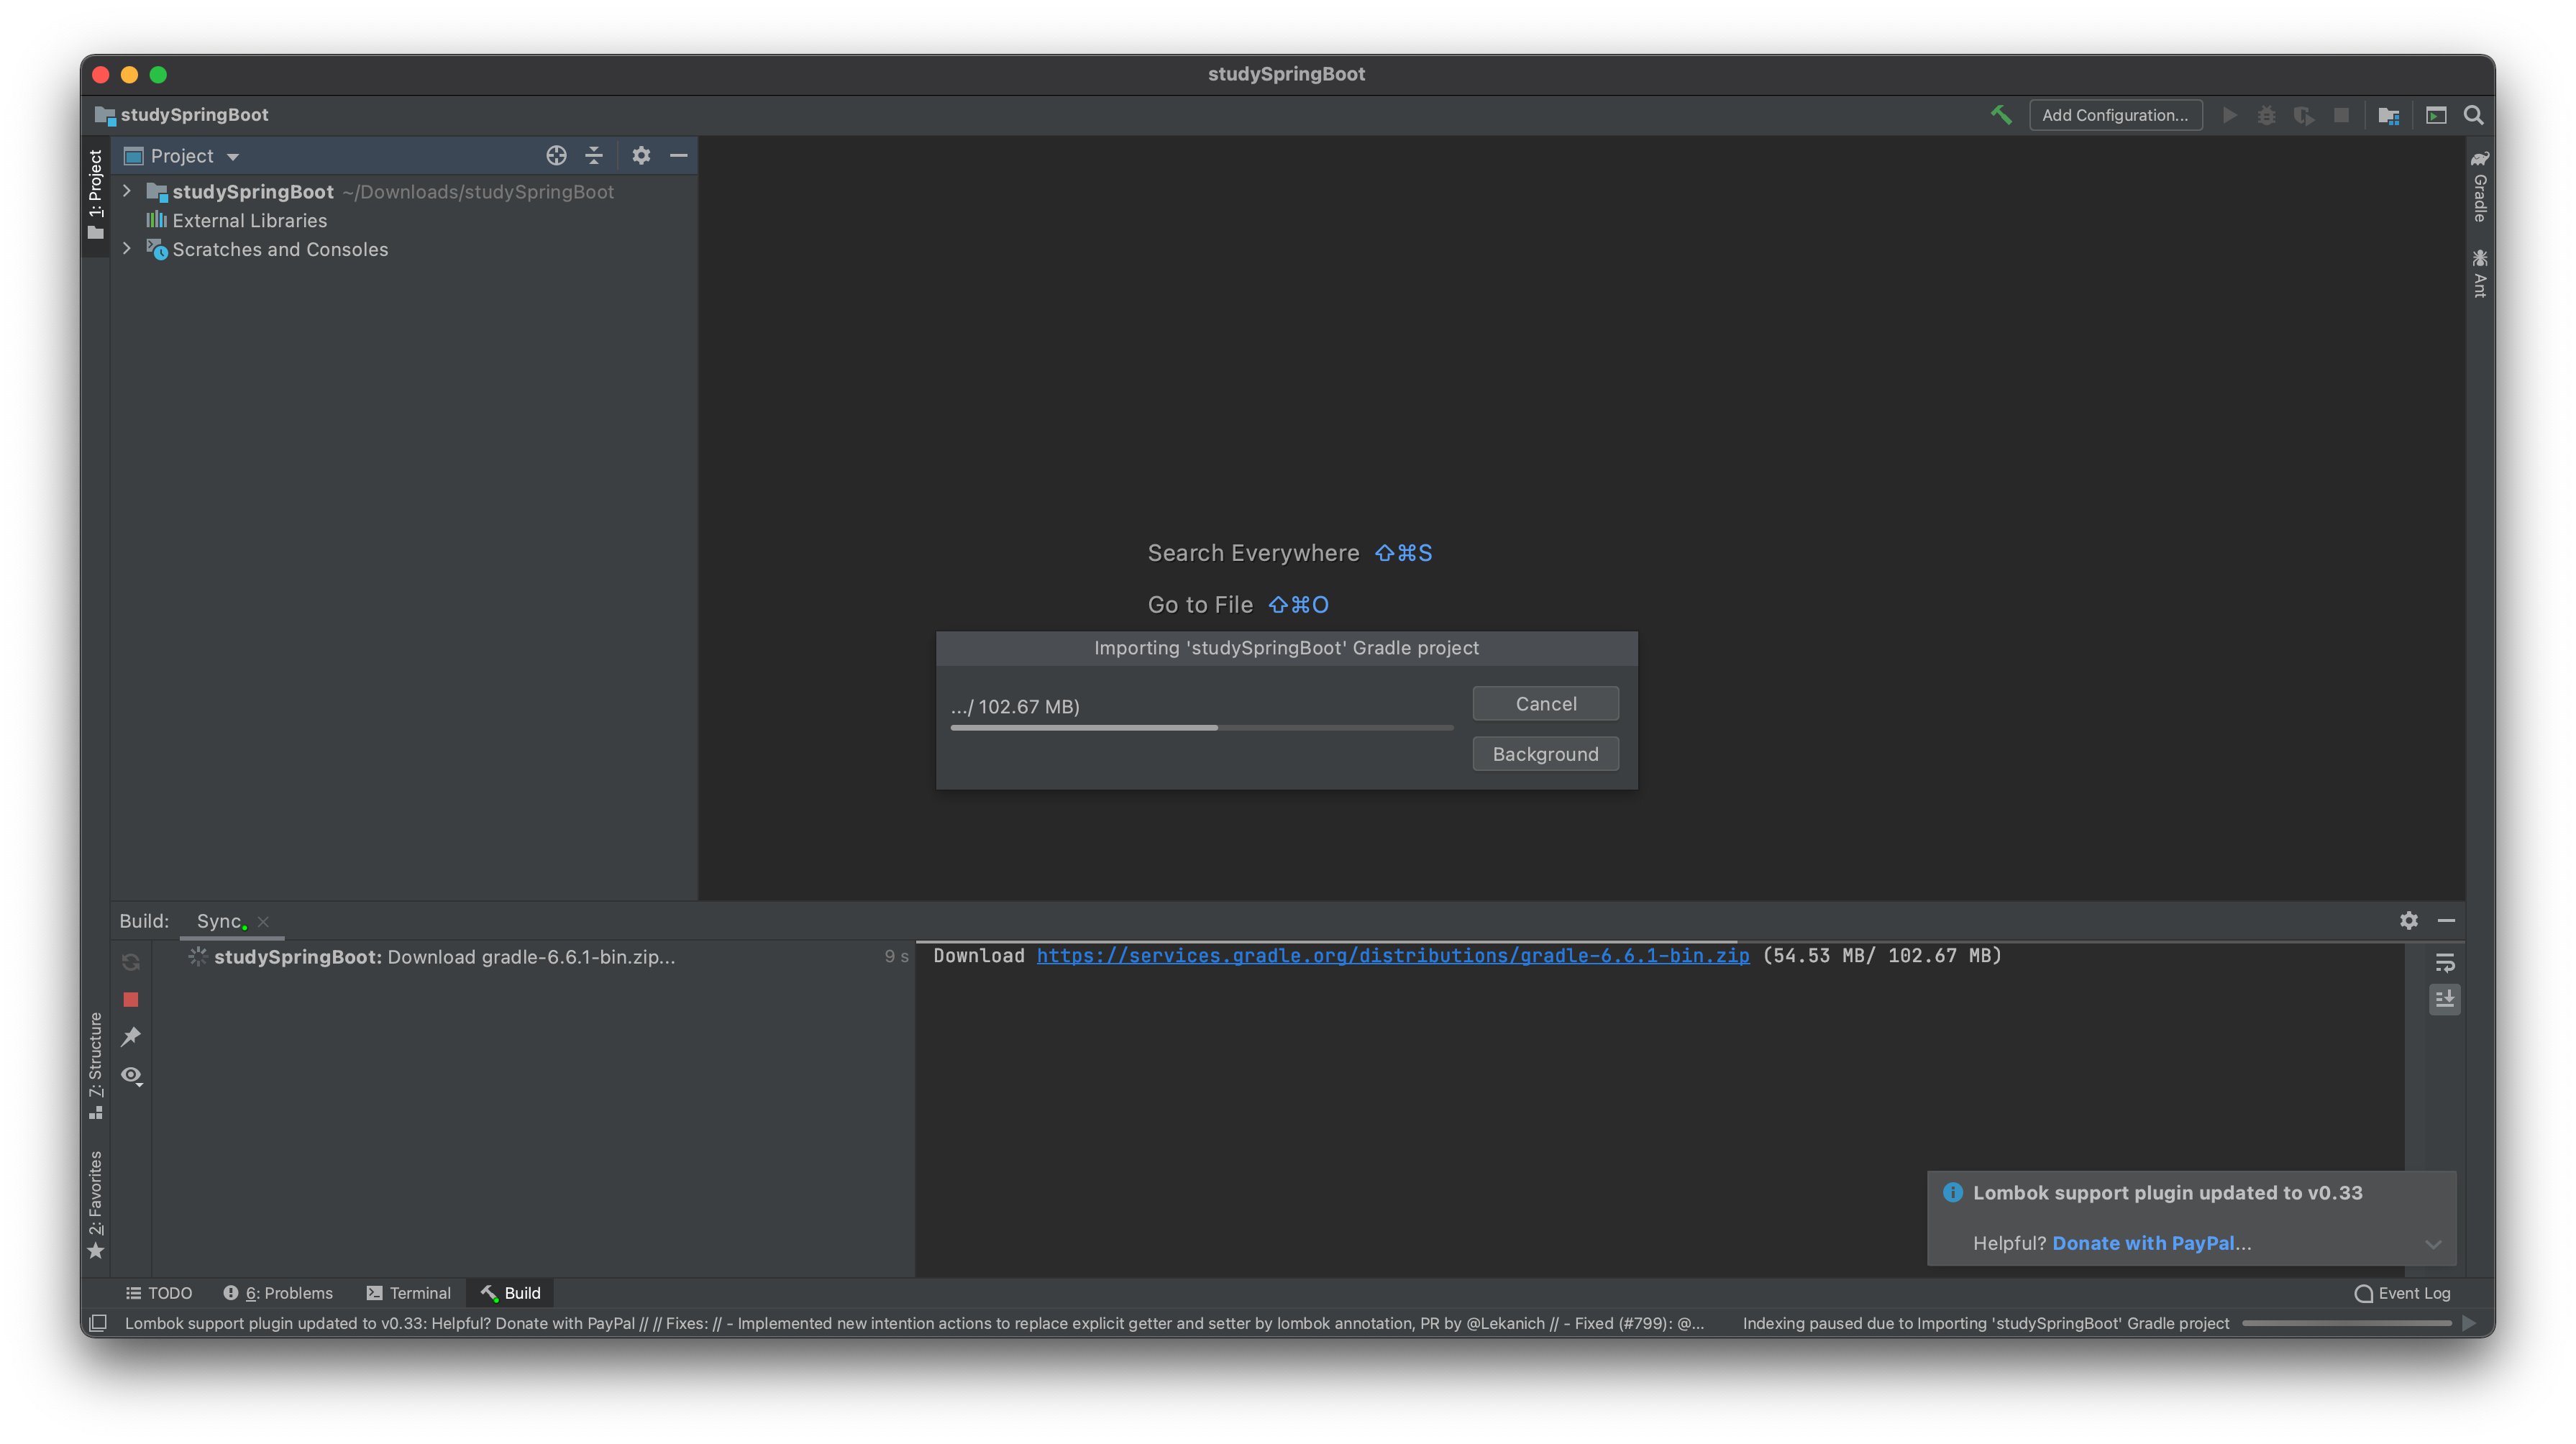 studySpringBoot
studySpringBoot
Add Configuration...
1: Project
Project
studySpringBoot ~/Downloads/studySpringBoot
External Libraries
Scratches and Consoles
Gradle
Ant
Search Everywhere ⇧⌘S
Go to File ⇧⌘O
Importing 'studySpringBoot' Gradle project
.../ 102.67 MB)
Cancel
Background
Build:
Sync
studySpringBoot: Download gradle-6.6.1-bin.zip...
9 s
Download https://services.gradle.org/distributions/gradle-6.6.1-bin.zip (54.53 MB/ 102.67 MB)
7: Structure
2: Favorites
Lombok support plugin updated to v0.33
Helpful? Donate with PayPal...
TODO
6: Problems
Terminal
Build
Event Log
Lombok support plugin updated to v0.33: Helpful? Donate with PayPal // // Fixes: // - Implemented new intention actions to replace explicit getter and setter by lombok annotation, PR by @Lekanich // - Fixed (#799): @...
Indexing paused due to Importing 'studySpringBoot' Gradle project